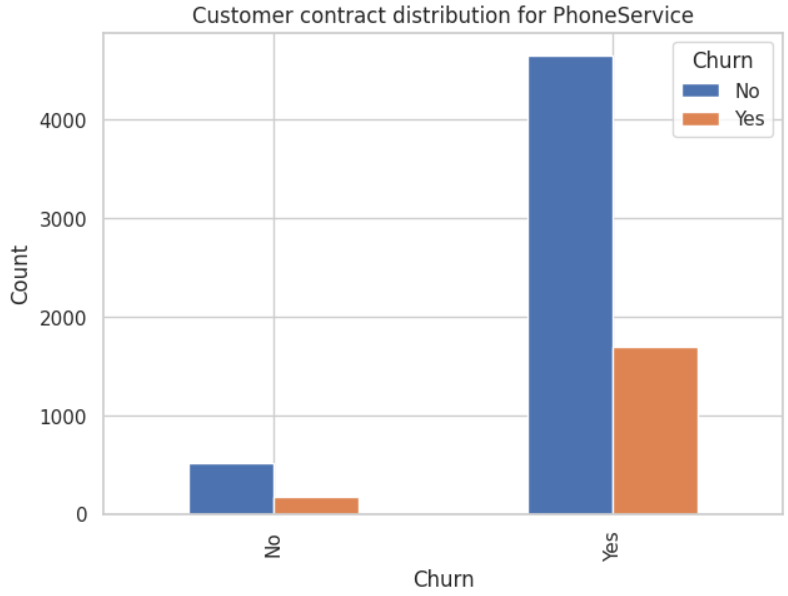 Customer contract distribution for PhoneService
Churn
No
Yes
4000
3000
2000
1000
0
Count
No
Yes
Churn